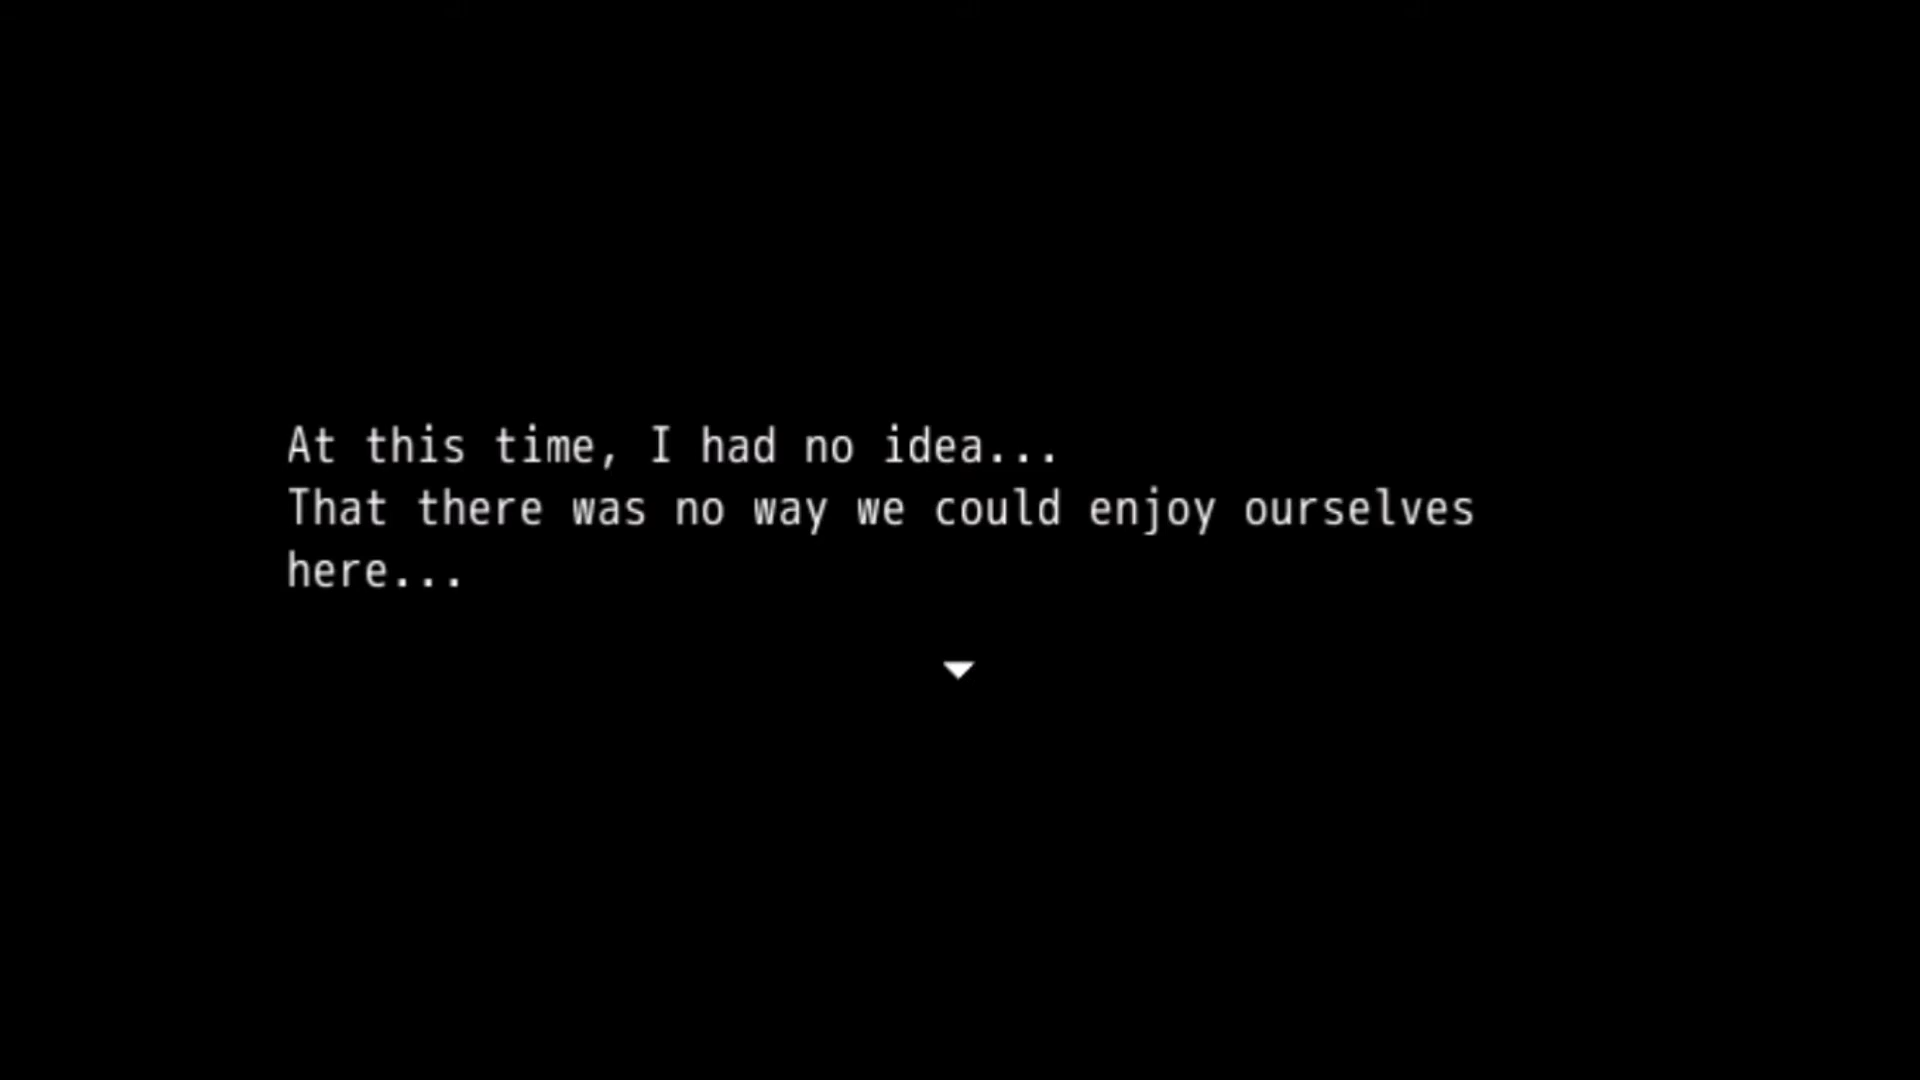 At this time, I had no idea...
That there was no way we could enjoy ourselves
here...